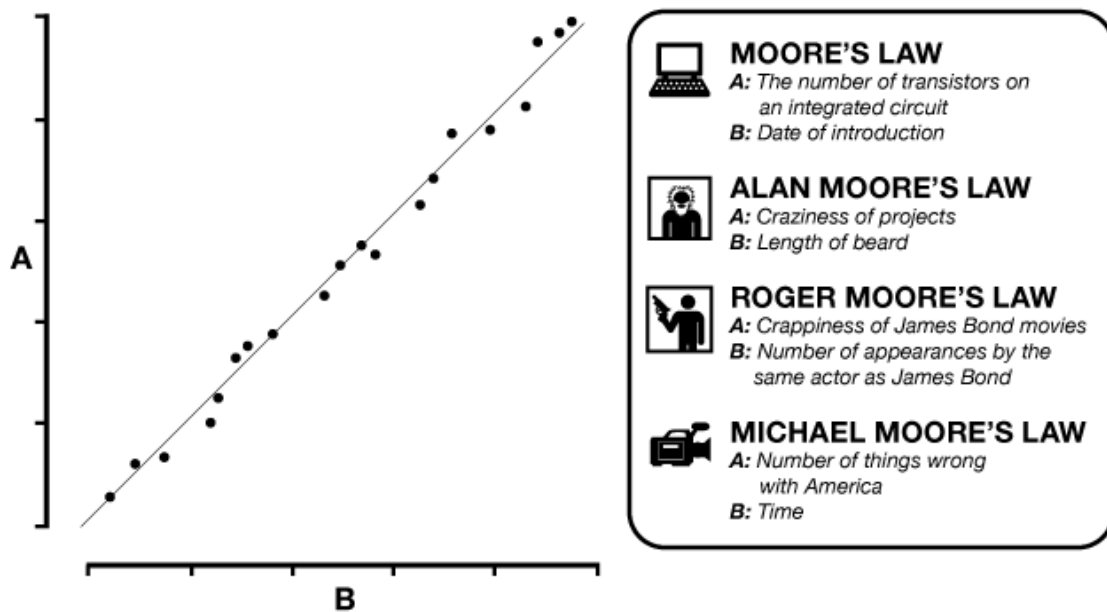 A
B
MOORE'S LAW
A: The number of transistors on
an integrated circuit
B: Date of introduction
ALAN MOORE'S LAW
A: Craziness of projects
B: Length of beard
ROGER MOORE'S LAW
A: Crappiness of James Bond movies
B: Number of appearances by the
same actor as James Bond
MICHAEL MOORE'S LAW
A: Number of things wrong
with America
B: Time